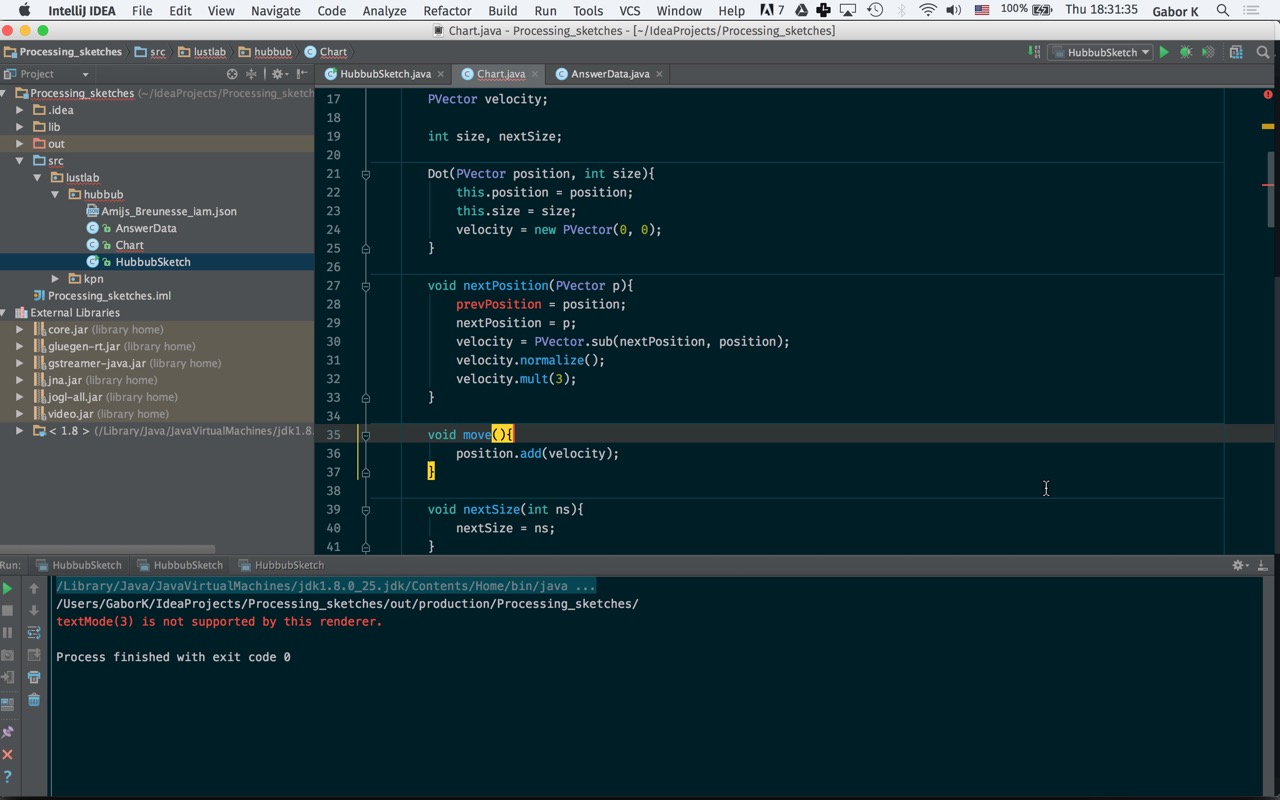 IntelliJ IDEA File Edit View Navigate Code Analyze Refactor Build Run Tools VCS Window Help 7 100% Thu 18:31:35 Gabor K
Chart.java - Processing_sketches - [~/IdeaProjects/Processing_sketches]
Processing_sketches src lustlab hubbub Chart HubbubSketch
Project HubbubSketch.java Chart.java AnswerData.java
Processing_sketches (~/IdeaProjects/Processing_sketch
.idea
lib
out
src
lustlab
hubbub
Amijs_Breunesse_iam.json
AnswerData
Chart
HubbubSketch
kpn
Processing_sketches.iml
External Libraries
core.jar (library home)
gluegen-rt.jar (library home)
gstreamer-java.jar (library home)
jna.jar (library home)
jogl-all.jar (library home)
video.jar (library home)
< 1.8 > (/Library/Java/JavaVirtualMachines/jdk1.8.
17 PVector velocity;
18
19 int size, nextSize;
20
21 Dot(PVector position, int size){
22 this.position = position;
23 this.size = size;
24 velocity = new PVector(0, 0);
25 }
26
27 void nextPosition(PVector p){
28 prevPosition = position;
29 nextPosition = p;
30 velocity = PVector.sub(nextPosition, position);
31 velocity.normalize();
32 velocity.mult(3);
33 }
34
35 void move(){
36 position.add(velocity);
37 }
38
39 void nextSize(int ns){
40 nextSize = ns;
41 }
Run: HubbubSketch HubbubSketch HubbubSketch
/Library/Java/JavaVirtualMachines/jdk1.8.0_25.jdk/Contents/Home/bin/java ...
/Users/GaborK/IdeaProjects/Processing_sketches/out/production/Processing_sketches/
textMode(3) is not supported by this renderer.
Process finished with exit code 0